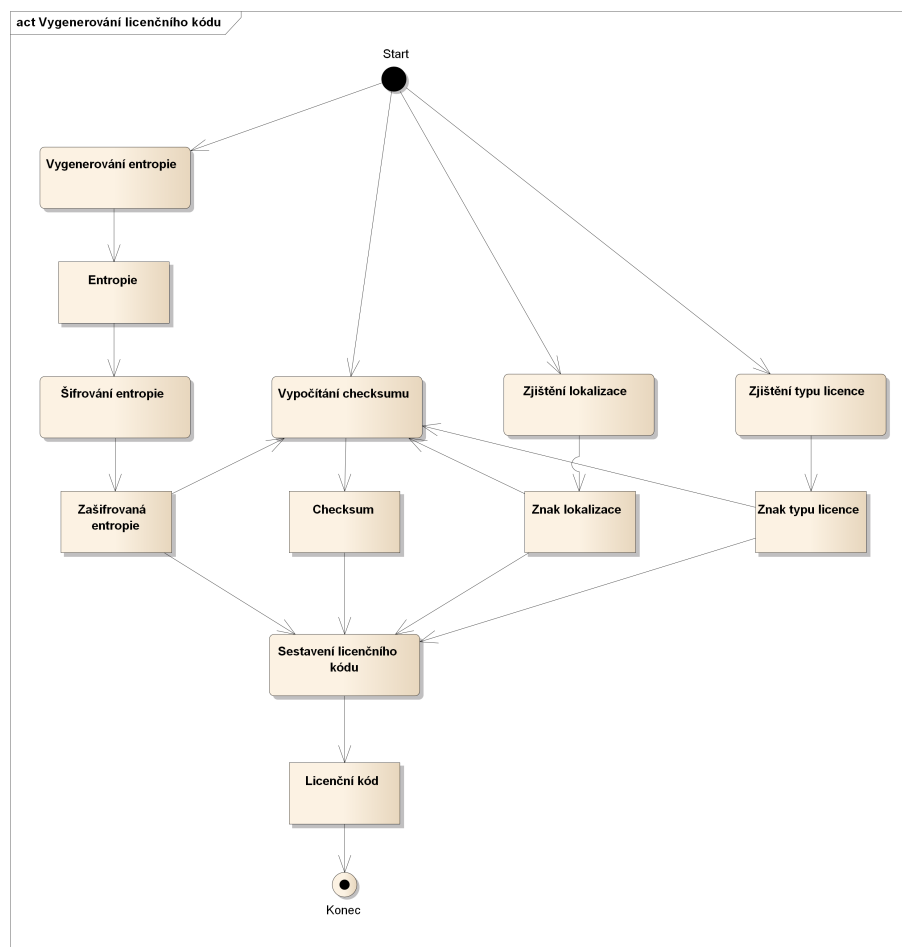 act Vygenerování licenčního kódu
Start
Vygenerování entropie
Entropie
Šifrování entropie
Vypočítání checksumu
Zjištění lokalizace
Zjištění typu licence
Zašifrovaná
entropie
Checksum
Znak lokalizace
Znak typu licence
Sestavení licenčního
kódu
Licenční kód
Konec